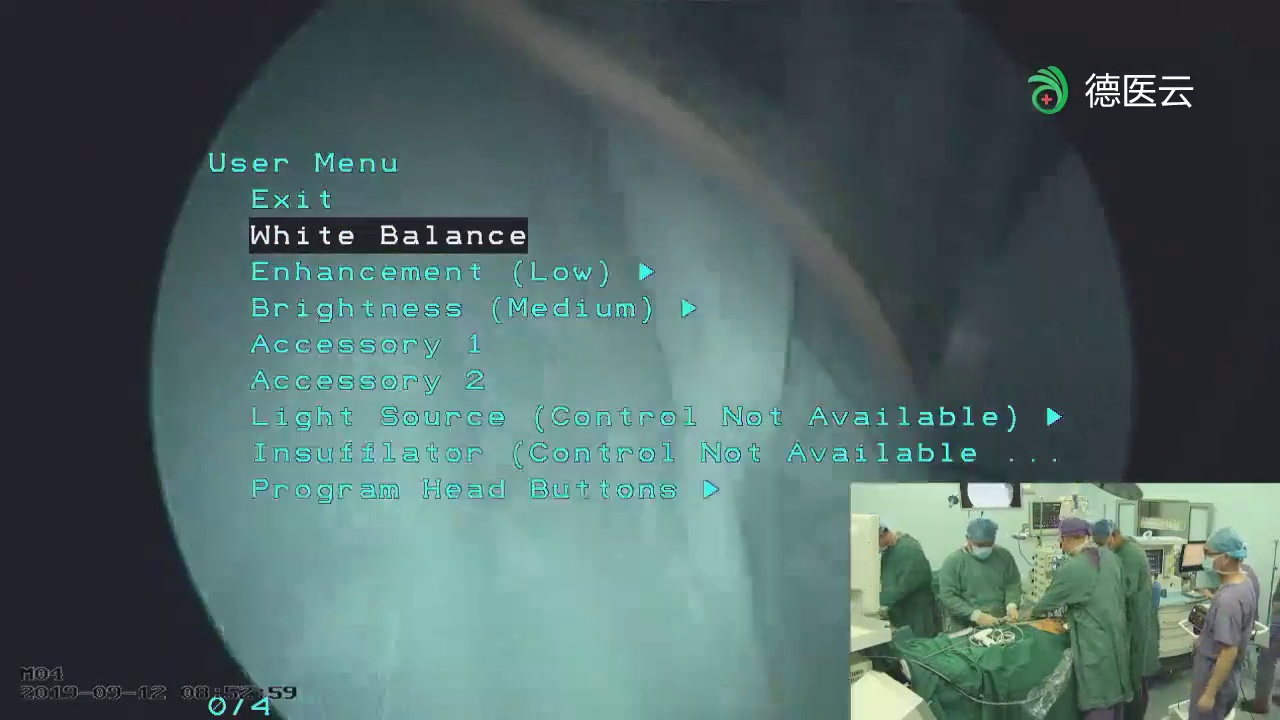 德医云
User Menu
Exit
White Balance
Enhancement (Low) ▶
Brightness (Medium) ▶
Accessory 1
Accessory 2
Light Source (Control Not Available) ▶
Insufflator (Control Not Available ...
Program Head Buttons ▶
M04
2019-09-12 08:52:59
0/4